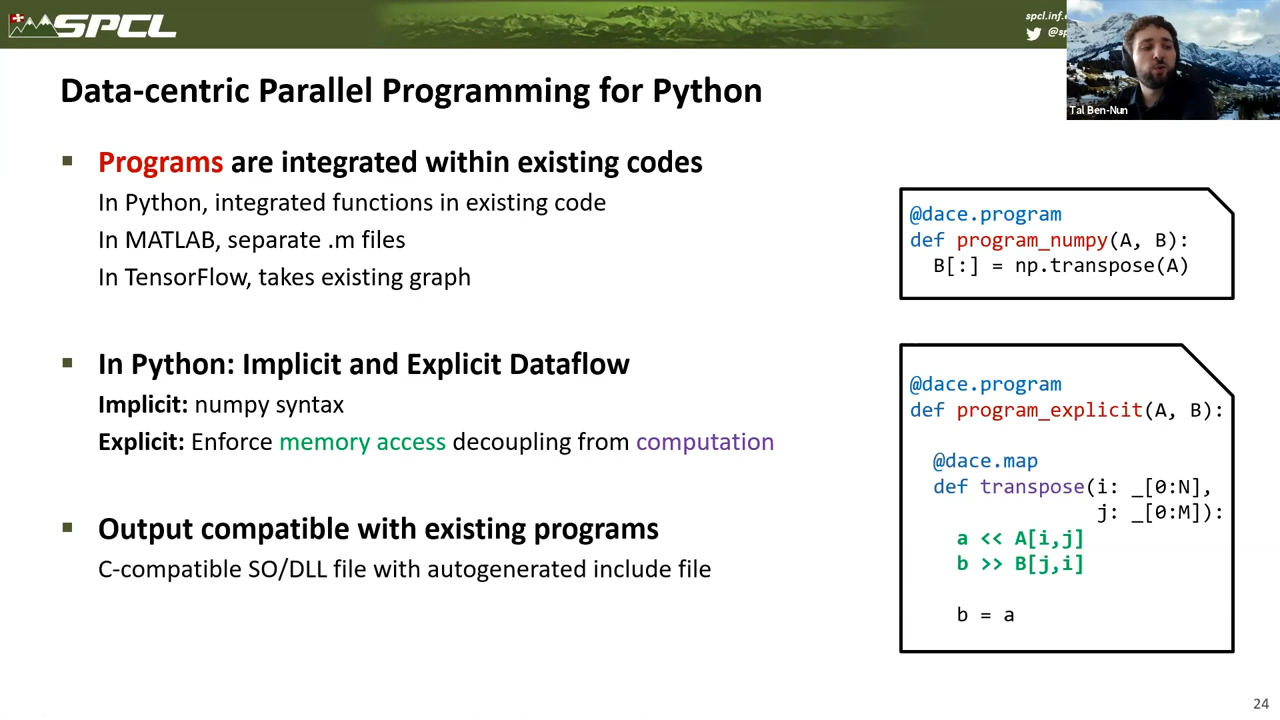 SPCL
spcl.inf.
@sp
Tal Ben-Nun
Data-centric Parallel Programming for Python
▪ Programs are integrated within existing codes
In Python, integrated functions in existing code
In MATLAB, separate .m files
In TensorFlow, takes existing graph
▪ In Python: Implicit and Explicit Dataflow
Implicit: numpy syntax
Explicit: Enforce memory access decoupling from computation
▪ Output compatible with existing programs
C-compatible SO/DLL file with autogenerated include file
@dace.program
def program_numpy(A, B):
B[:] = np.transpose(A)
@dace.program
def program_explicit(A, B):
@dace.map
def transpose(i: _[0:N],
j: _[0:M]):
a << A[i,j]
b >> B[j,i]
b = a
24